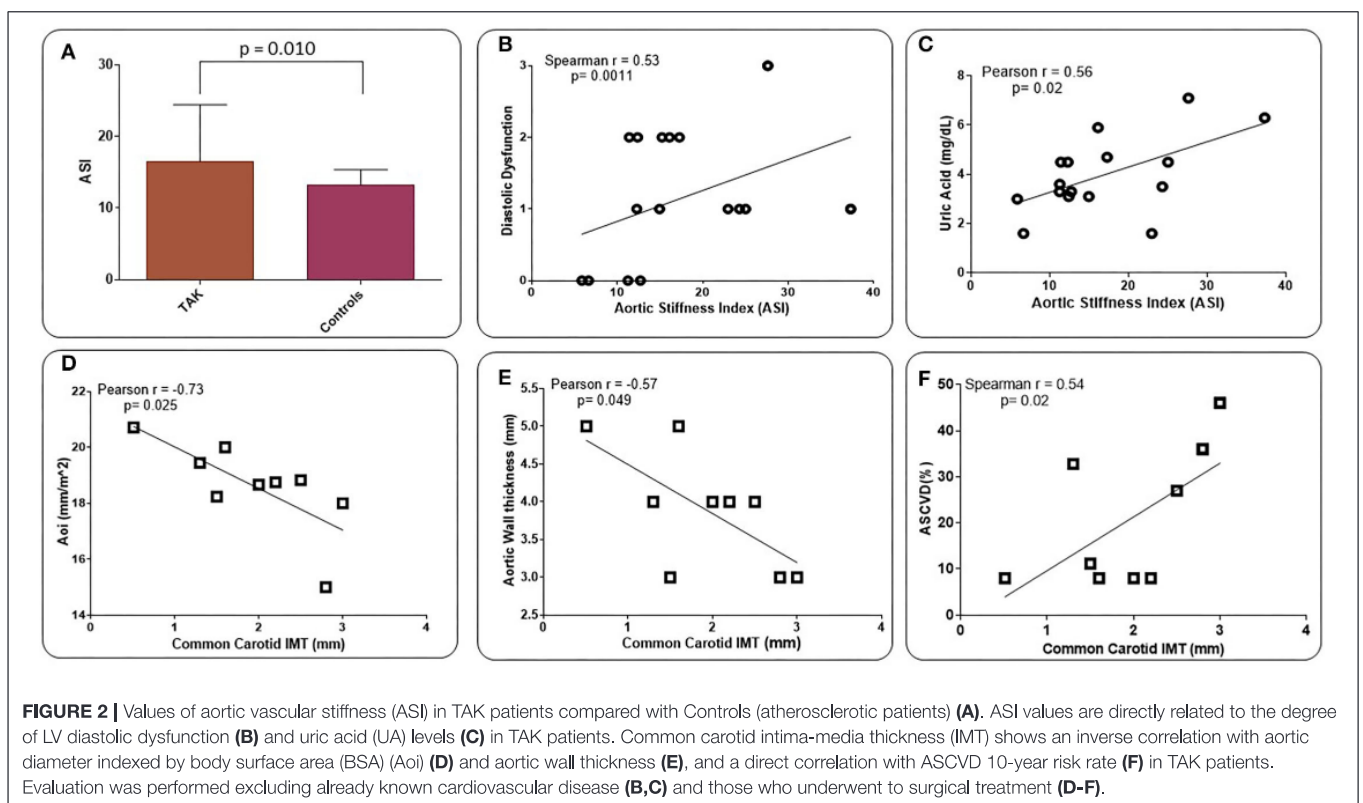 A
p = 0.010
30
20
10
0
ASI
TAK
Controls
B
Spearman r = 0.53
p= 0.0011
3
2
1
0
Diastolic Dysfunction
0
10
20
30
40
Aortic Stiffness Index (ASI)
C
Pearson r = 0.56
p= 0.02
8
6
4
2
0
Uric Acid (mg/dL)
0
10
20
30
40
Aortic Stiffness Index (ASI)
D
Pearson r = -0.73
p= 0.025
22
20
18
16
14
Aoi (mm/m^2)
0
1
2
3
4
Common Carotid IMT (mm)
E
Pearson r = -0.57
p= 0.049
5.5
5.0
4.5
4.0
3.5
3.0
2.5
Aortic Wall thickness (mm)
0
1
2
3
4
Common Carotid IMT (mm)
F
Spearman r = 0.54
p= 0.02
50
40
30
20
10
0
ASCVD(%)
0
1
2
3
4
Common Carotid IMT (mm)
FIGURE 2 | Values of aortic vascular stiffness (ASI) in TAK patients compared with Controls (atherosclerotic patients) (A). ASI values are directly related to the degree
of LV diastolic dysfunction (B) and uric acid (UA) levels (C) in TAK patients. Common carotid intima-media thickness (IMT) shows an inverse correlation with aortic
diameter indexed by body surface area (BSA) (Aoi) (D) and aortic wall thickness (E), and a direct correlation with ASCVD 10-year risk rate (F) in TAK patients.
Evaluation was performed excluding already known cardiovascular disease (B,C) and those who underwent to surgical treatment (D-F).